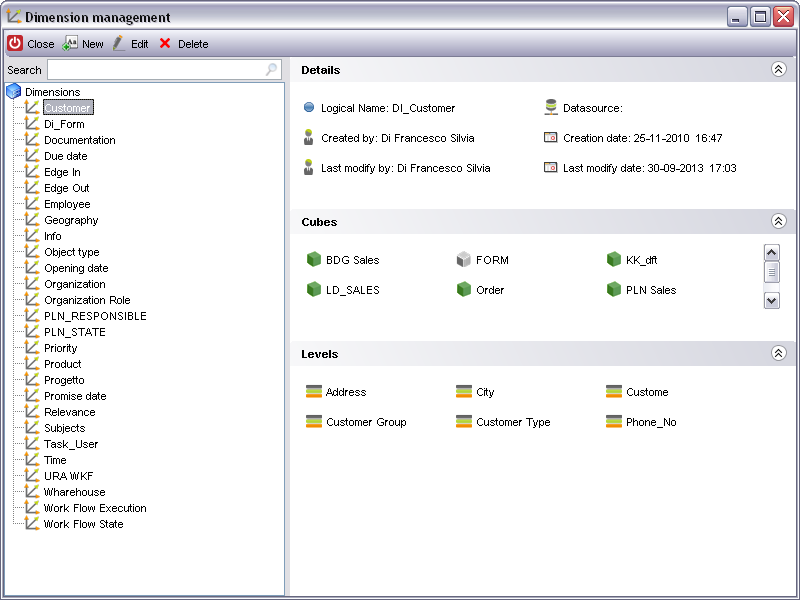 Dimension management
Close New Edit Delete
Search
Dimensions
Customer
Di_Form
Documentation
Due date
Edge In
Edge Out
Employee
Geography
Info
Object type
Opening date
Organization
Organization Role
PLN_RESPONSIBLE
PLN_STATE
Priority
Product
Progetto
Promise date
Relevance
Subjects
Task_User
Time
URA WKF
Wharehouse
Work Flow Execution
Work Flow State
Details
Logical Name: DI_Customer Datasource:
Created by: Di Francesco Silvia Creation date: 25-11-2010 16:47
Last modify by: Di Francesco Silvia Last modify date: 30-09-2013 17:03
Cubes
BDG Sales FORM KK_dft
LD_SALES Order PLN Sales
Levels
Address City Custome
Customer Group Customer Type Phone_No